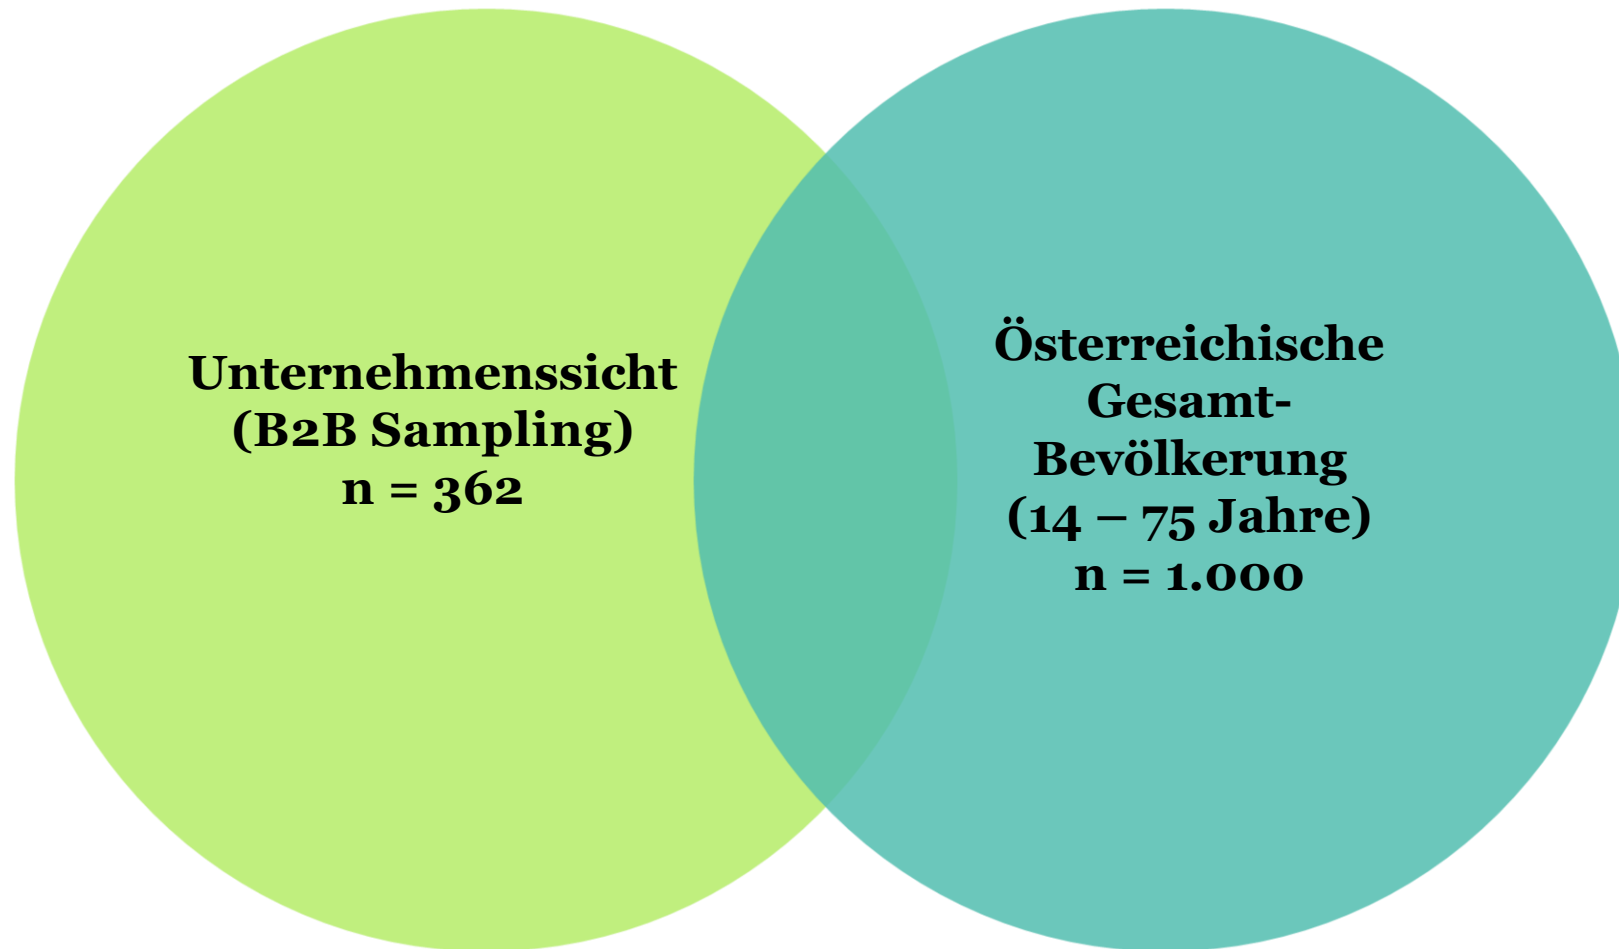 Unternehmenssicht
(B2B Sampling)
n = 362
Österreichische
Gesamt-
Bevölkerung
(14 – 75 Jahre)
n = 1.000